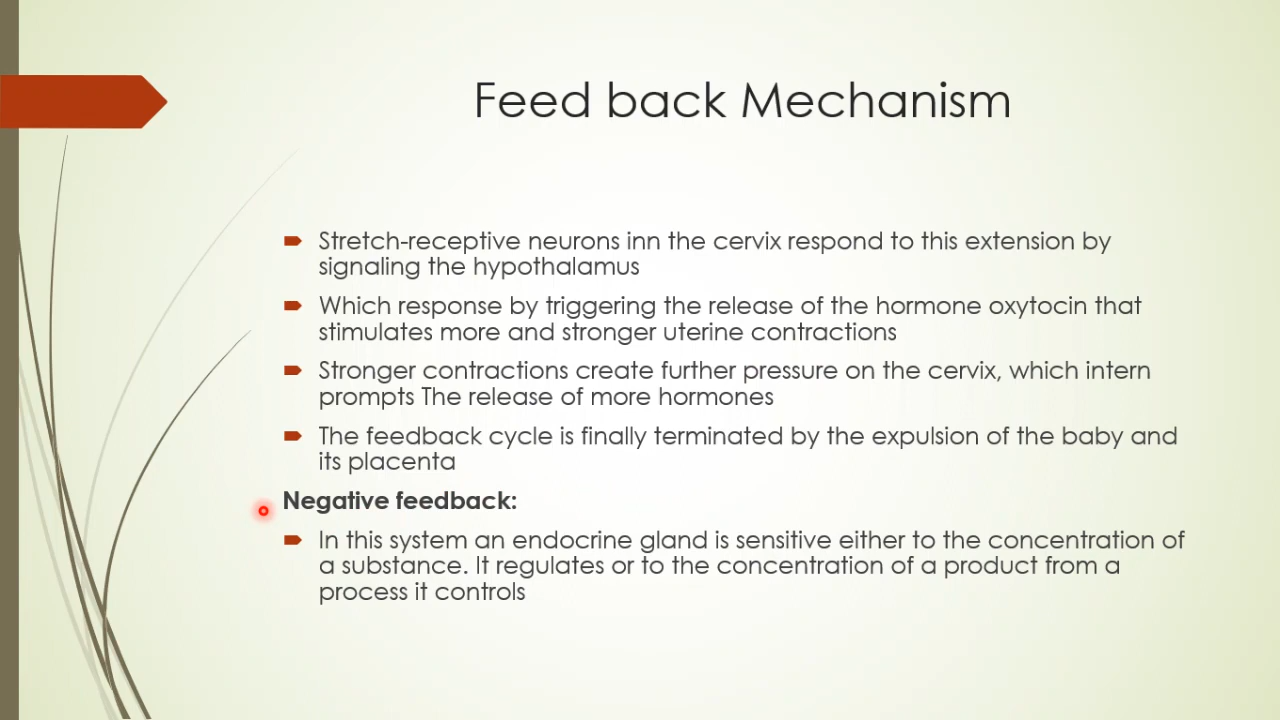 Feed back Mechanism
Stretch-receptive neurons inn the cervix respond to this extension by
signaling the hypothalamus
Which response by triggering the release of the hormone oxytocin that
stimulates more and stronger uterine contractions
Stronger contractions create further pressure on the cervix, which intern
prompts The release of more hormones
The feedback cycle is finally terminated by the expulsion of the baby and
its placenta
Negative feedback:
In this system an endocrine gland is sensitive either to the concentration of
a substance. It regulates or to the concentration of a product from a
process it controls